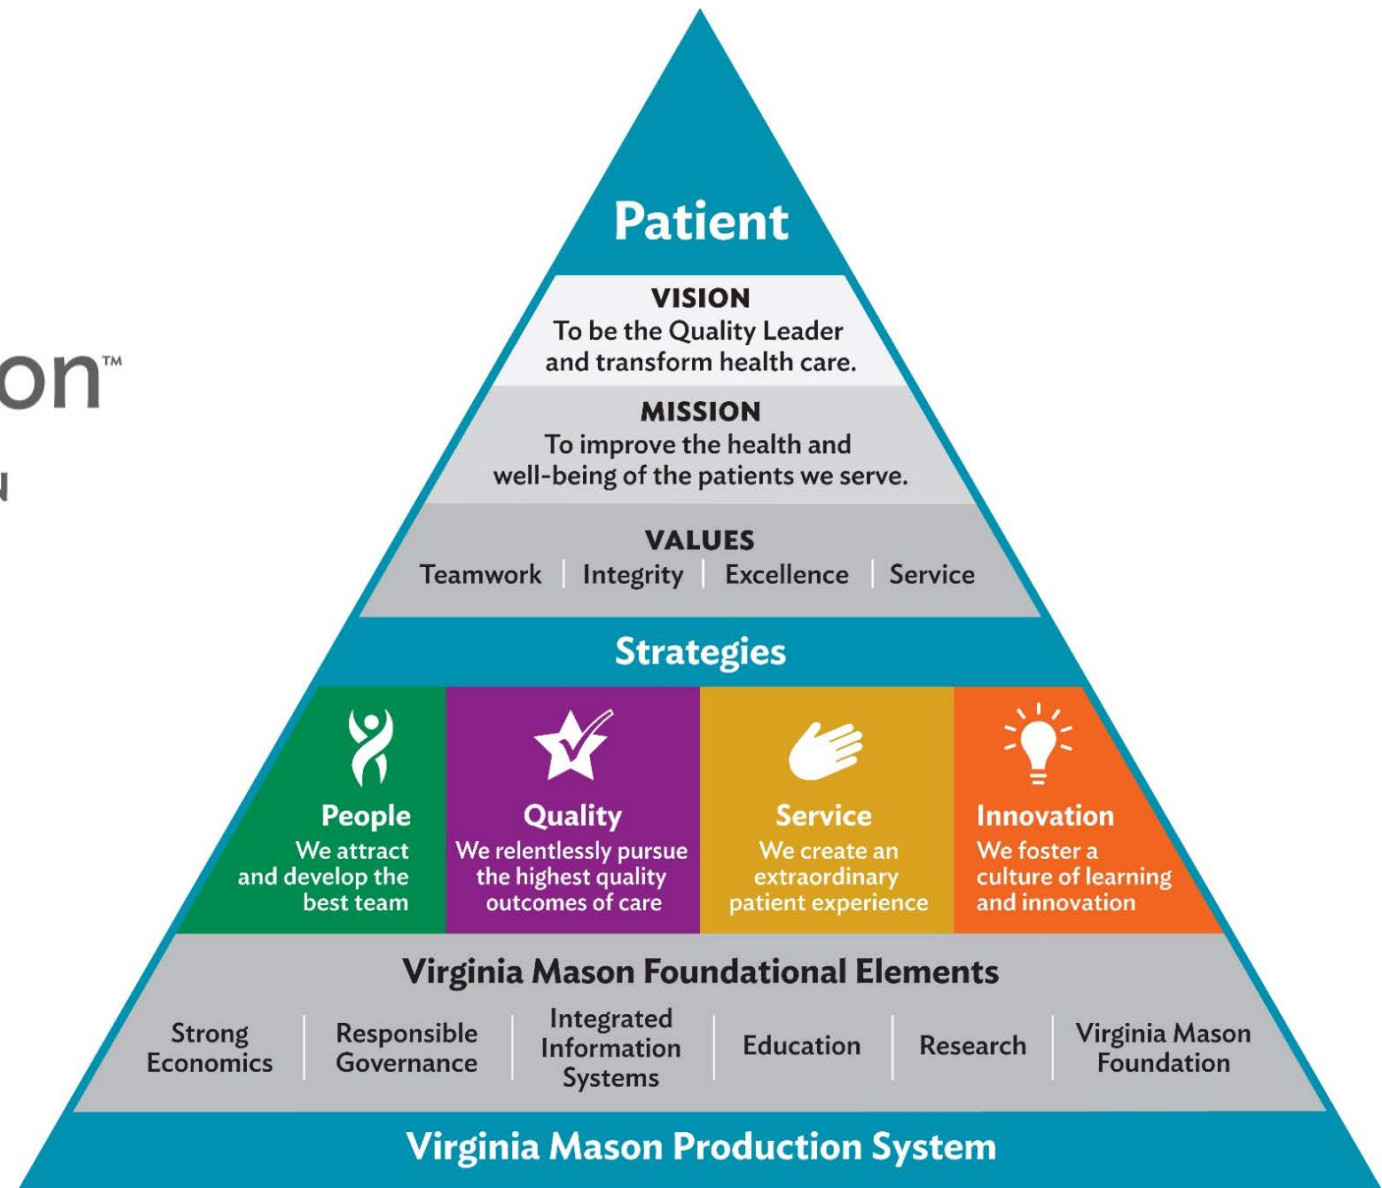 Patient
VISION
To be the Quality Leader
and transform health care.
on™
MISSION
To improve the health and
well-being of the patients we serve.
VALUES
Teamwork | Integrity | Excellence | Service
Strategies
People
We attract
and develop the
best team
Quality
We relentlessly pursue
the highest quality
outcomes of care
Service
We create an
extraordinary
patient experience
Innovation
We foster a
culture of learning
and innovation
Virginia Mason Foundational Elements
Strong
Economics
Responsible
Governance
Integrated
Information
Systems
Education
Research
Virginia Mason
Foundation
Virginia Mason Production System